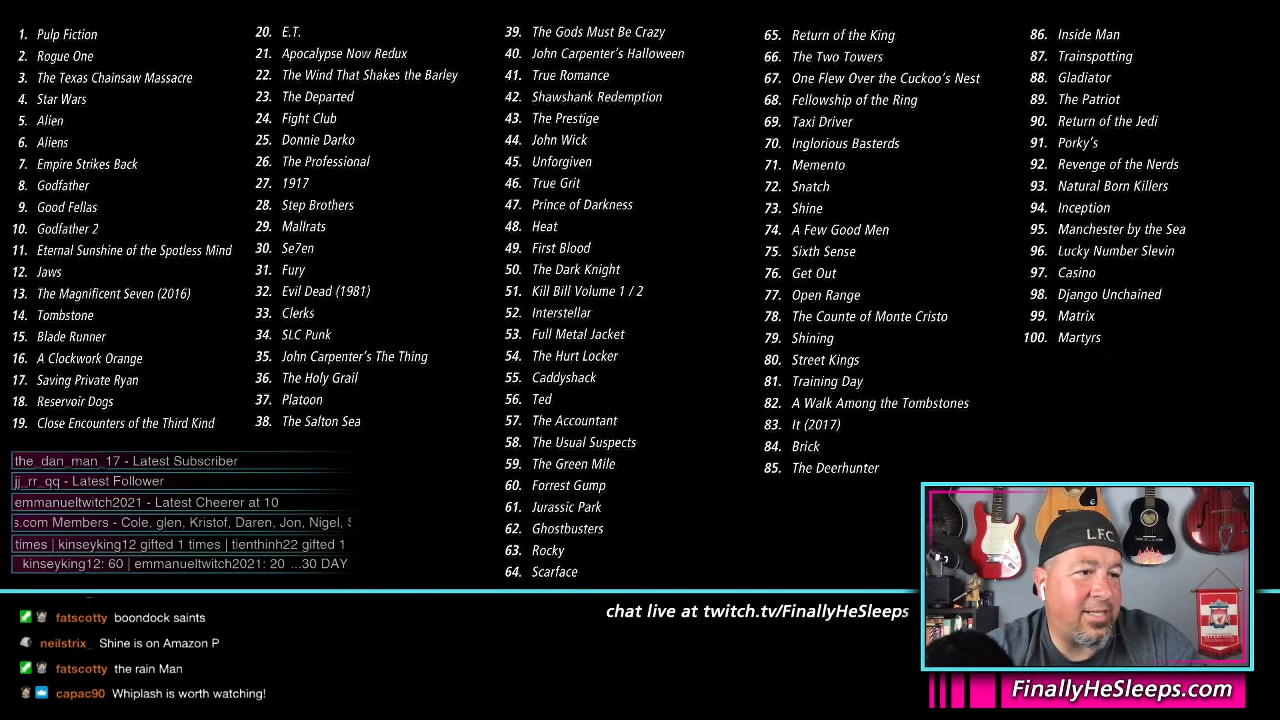 1. Pulp Fiction
2. Rogue One
3. The Texas Chainsaw Massacre
4. Star Wars
5. Alien
6. Aliens
7. Empire Strikes Back
8. Godfather
9. Good Fellas
10. Godfather 2
11. Eternal Sunshine of the Spotless Mind
12. Jaws
13. The Magnificent Seven (2016)
14. Tombstone
15. Blade Runner
16. A Clockwork Orange
17. Saving Private Ryan
18. Reservoir Dogs
19. Close Encounters of the Third Kind
20. E.T.
21. Apocalypse Now Redux
22. The Wind That Shakes the Barley
23. The Departed
24. Fight Club
25. Donnie Darko
26. The Professional
27. 1917
28. Step Brothers
29. Mallrats
30. Se7en
31. Fury
32. Evil Dead (1981)
33. Clerks
34. SLC Punk
35. John Carpenter's The Thing
36. The Holy Grail
37. Platoon
38. The Salton Sea
39. The Gods Must Be Crazy
40. John Carpenter's Halloween
41. True Romance
42. Shawshank Redemption
43. The Prestige
44. John Wick
45. Unforgiven
46. True Grit
47. Prince of Darkness
48. Heat
49. First Blood
50. The Dark Knight
51. Kill Bill Volume 1 / 2
52. Interstellar
53. Full Metal Jacket
54. The Hurt Locker
55. Caddyshack
56. Ted
57. The Accountant
58. The Usual Suspects
59. The Green Mile
60. Forrest Gump
61. Jurassic Park
62. Ghostbusters
63. Rocky
64. Scarface
65. Return of the King
66. The Two Towers
67. One Flew Over the Cuckoo's Nest
68. Fellowship of the Ring
69. Taxi Driver
70. Inglorious Basterds
71. Memento
72. Snatch
73. Shine
74. A Few Good Men
75. Sixth Sense
76. Get Out
77. Open Range
78. The Counte of Monte Cristo
79. Shining
80. Street Kings
81. Training Day
82. A Walk Among the Tombstones
83. It (2017)
84. Brick
85. The Deerhunter
86. Inside Man
87. Trainspotting
88. Gladiator
89. The Patriot
90. Return of the Jedi
91. Porky's
92. Revenge of the Nerds
93. Natural Born Killers
94. Inception
95. Manchester by the Sea
96. Lucky Number Slevin
97. Casino
98. Django Unchained
99. Matrix
100. Martyrs
the_dan_man_17 - Latest Subscriber
jj_rr_qq - Latest Follower
emmanueltwitch2021 - Latest Cheerer at 10
s.com Members - Cole, glen, Kristof, Daren, Jon, Nigel, S
times | kinseyking12 gifted 1 times | tienthinh22 gifted 1
kinseyking12: 60 | emmanueltwitch2021: 20 ...30 DAY
fatscotty boondock saints
neilstrix_ Shine is on Amazon P
fatscotty the rain Man
capac90 Whiplash is worth watching!
chat live at twitch.tv/FinallyHeSleeps
L.F.C.
FinallyHeSleeps.com